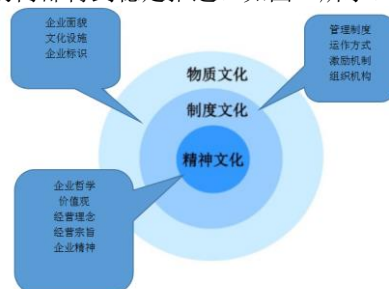 企业面貌
文化设施
企业标识
管理制度
运作方式
激励机制
组织机构
物质文化
制度文化
精神文化
企业哲学
价值观
经营理念
经营宗旨
企业精神